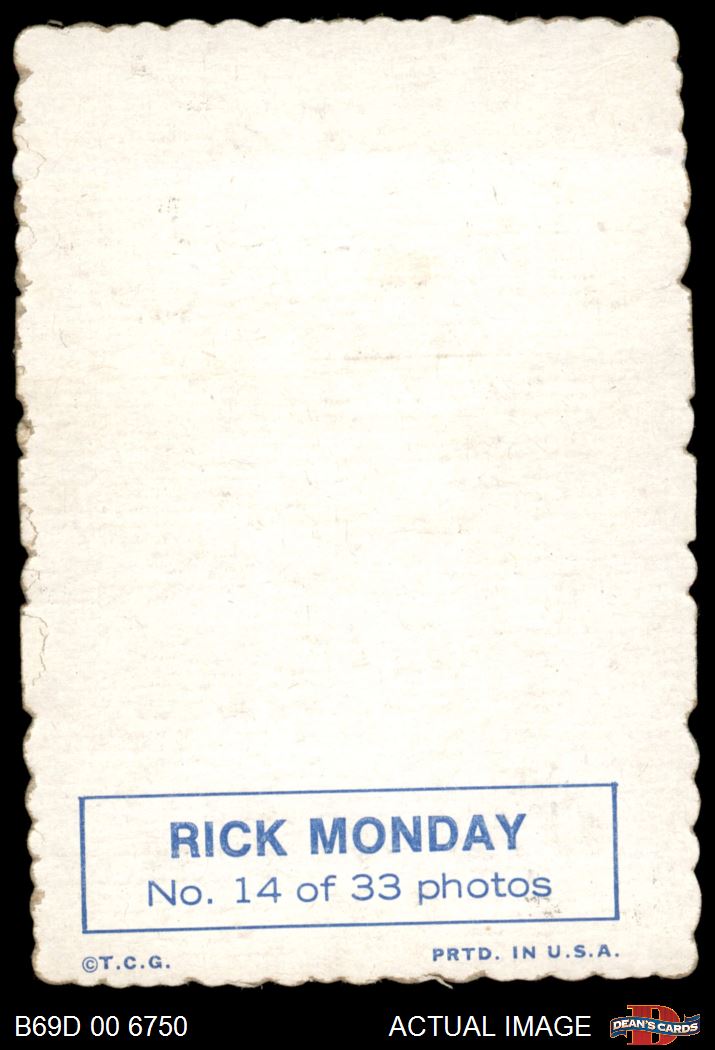 RICK MONDAY
No. 14 of 33 photos
©T.C.G. PRTD. IN U.S.A.
B69D 00 6750 ACTUAL IMAGE DEAN'S CARDS